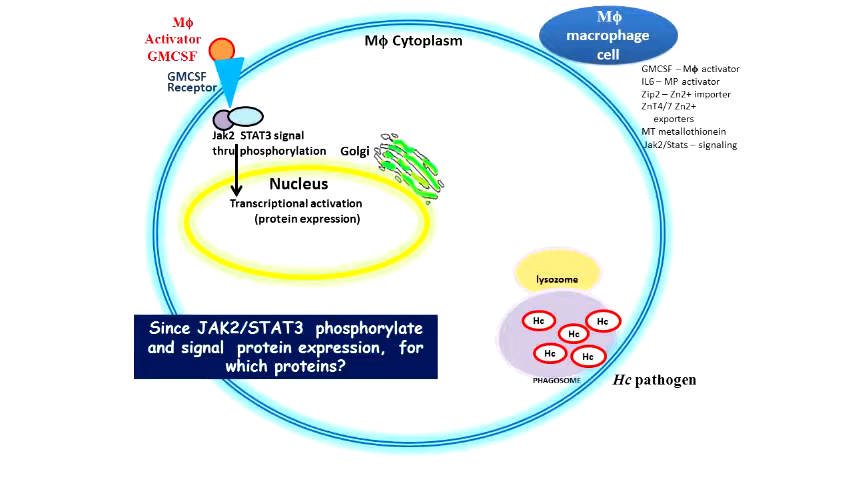 Mϕ
Activator
GMCSF
GMCSF
Receptor
Mϕ Cytoplasm
Mϕ
macrophage
cell
GMCSF – Mϕ activator
IL6 – MP activator
Zip2 – Zn2+ importer
ZnT4/7 Zn2+
exporters
MT metallothionein
Jak2/Stats – signaling
Jak2 STAT3 signal
thru phosphorylation
Golgi
Nucleus
Transcriptional activation
(protein expression)
lysozome
Hc
Hc
Hc
Hc
Hc
PHAGOSOME
Hc pathogen
Since JAK2/STAT3 phosphorylate
and signal protein expression, for
which proteins?